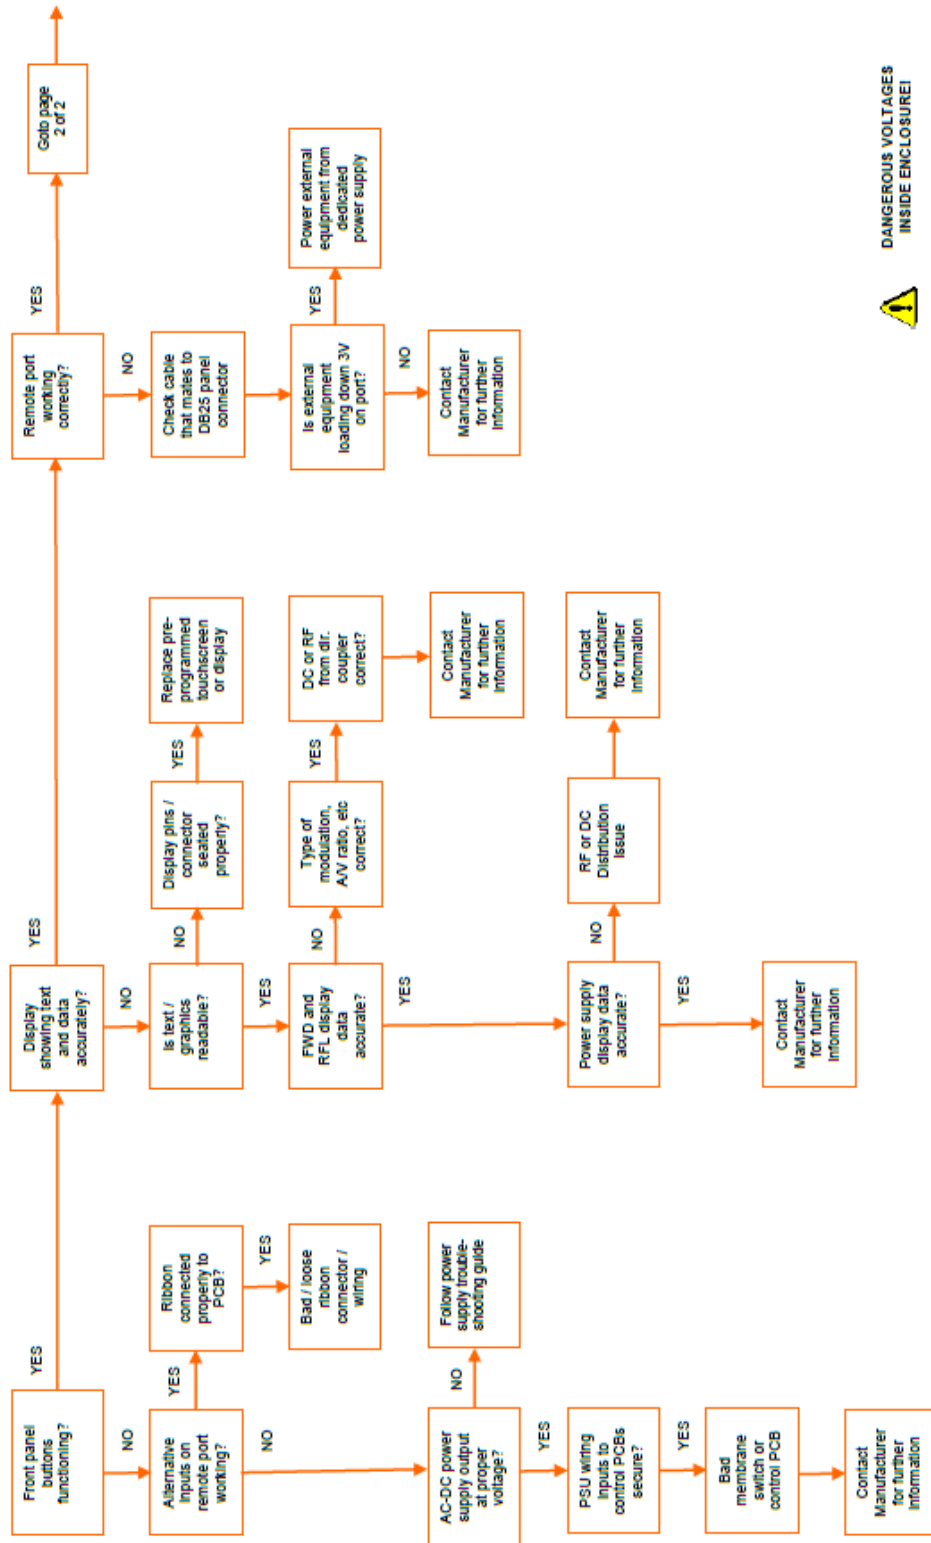 Front panel
buttons
functioning?
YES
NO
Alternative
Inputs on
remote port
working?
YES
Ribbon
connected
properly to
PCB?
YES
Bad / loose
ribbon
connector /
wiring
NO
AC-DC power
supply output
at proper
voltage?
NO
Follow power
supply trouble-
shooting guide
YES
PSU wiring
Inputs to
control PCBs
secure?
YES
Bad
membrane
switch or
control PCB
Contact
Manufacturer
for further
Information
Display
showing text
and data
accurately?
YES
NO
Is text /
graphics
readable?
NO
Display pins /
connector
seated
properly?
YES
Replace pre-
programmed
touchscreen
or display
YES
FWD and
RFL display
data
accurate?
NO
Type of
modulation,
A/V ratio, etc
correct?
YES
DC or RF
from dir.
coupler
correct?
Contact
Manufacturer
for further
Information
YES
Power supply
display data
accurate?
NO
RF or DC
Distribution
Issue
Contact
Manufacturer
for further
Information
YES
Contact
Manufacturer
for further
Information
Remote port
working
correctly?
YES
Goto page
2 of 2
NO
Check cable
that mates to
DB25 panel
connector
Is external
equipment
loading down 3V
on port?
YES
Power external
equipment from
dedicated
power supply
NO
Contact
Manufacturer
for further
Information
DANGEROUS VOLTAGES
INSIDE ENCLOSURE!